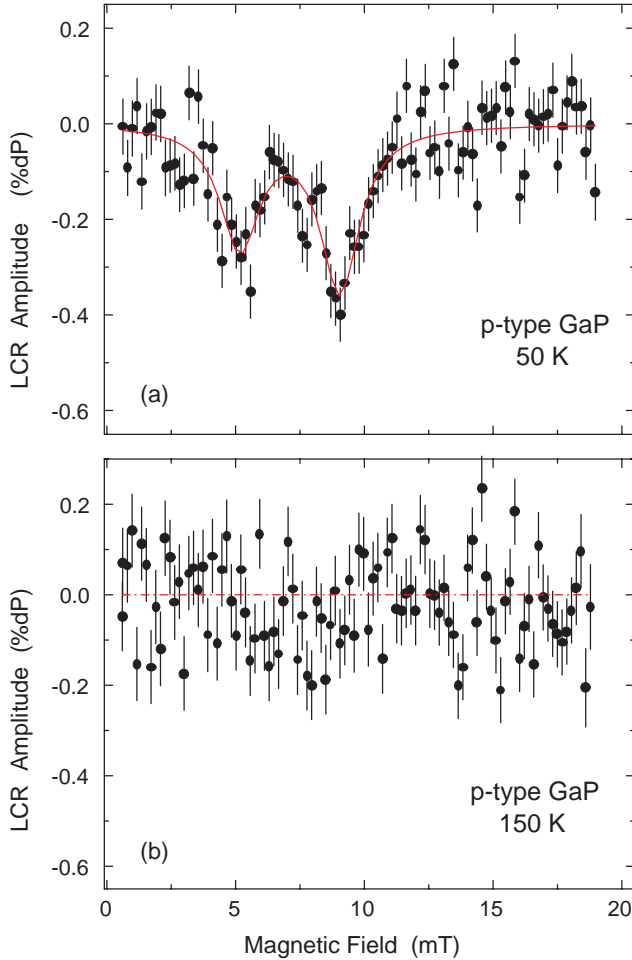 0.2
0.0
-0.2
-0.4
-0.6
LCR Amplitude (%dP)
p-type GaP
50 K
(a)
0.2
0.0
-0.2
-0.4
-0.6
LCR Amplitude (%dP)
p-type GaP
150 K
(b)
0 5 10 15 20
Magnetic Field (mT)